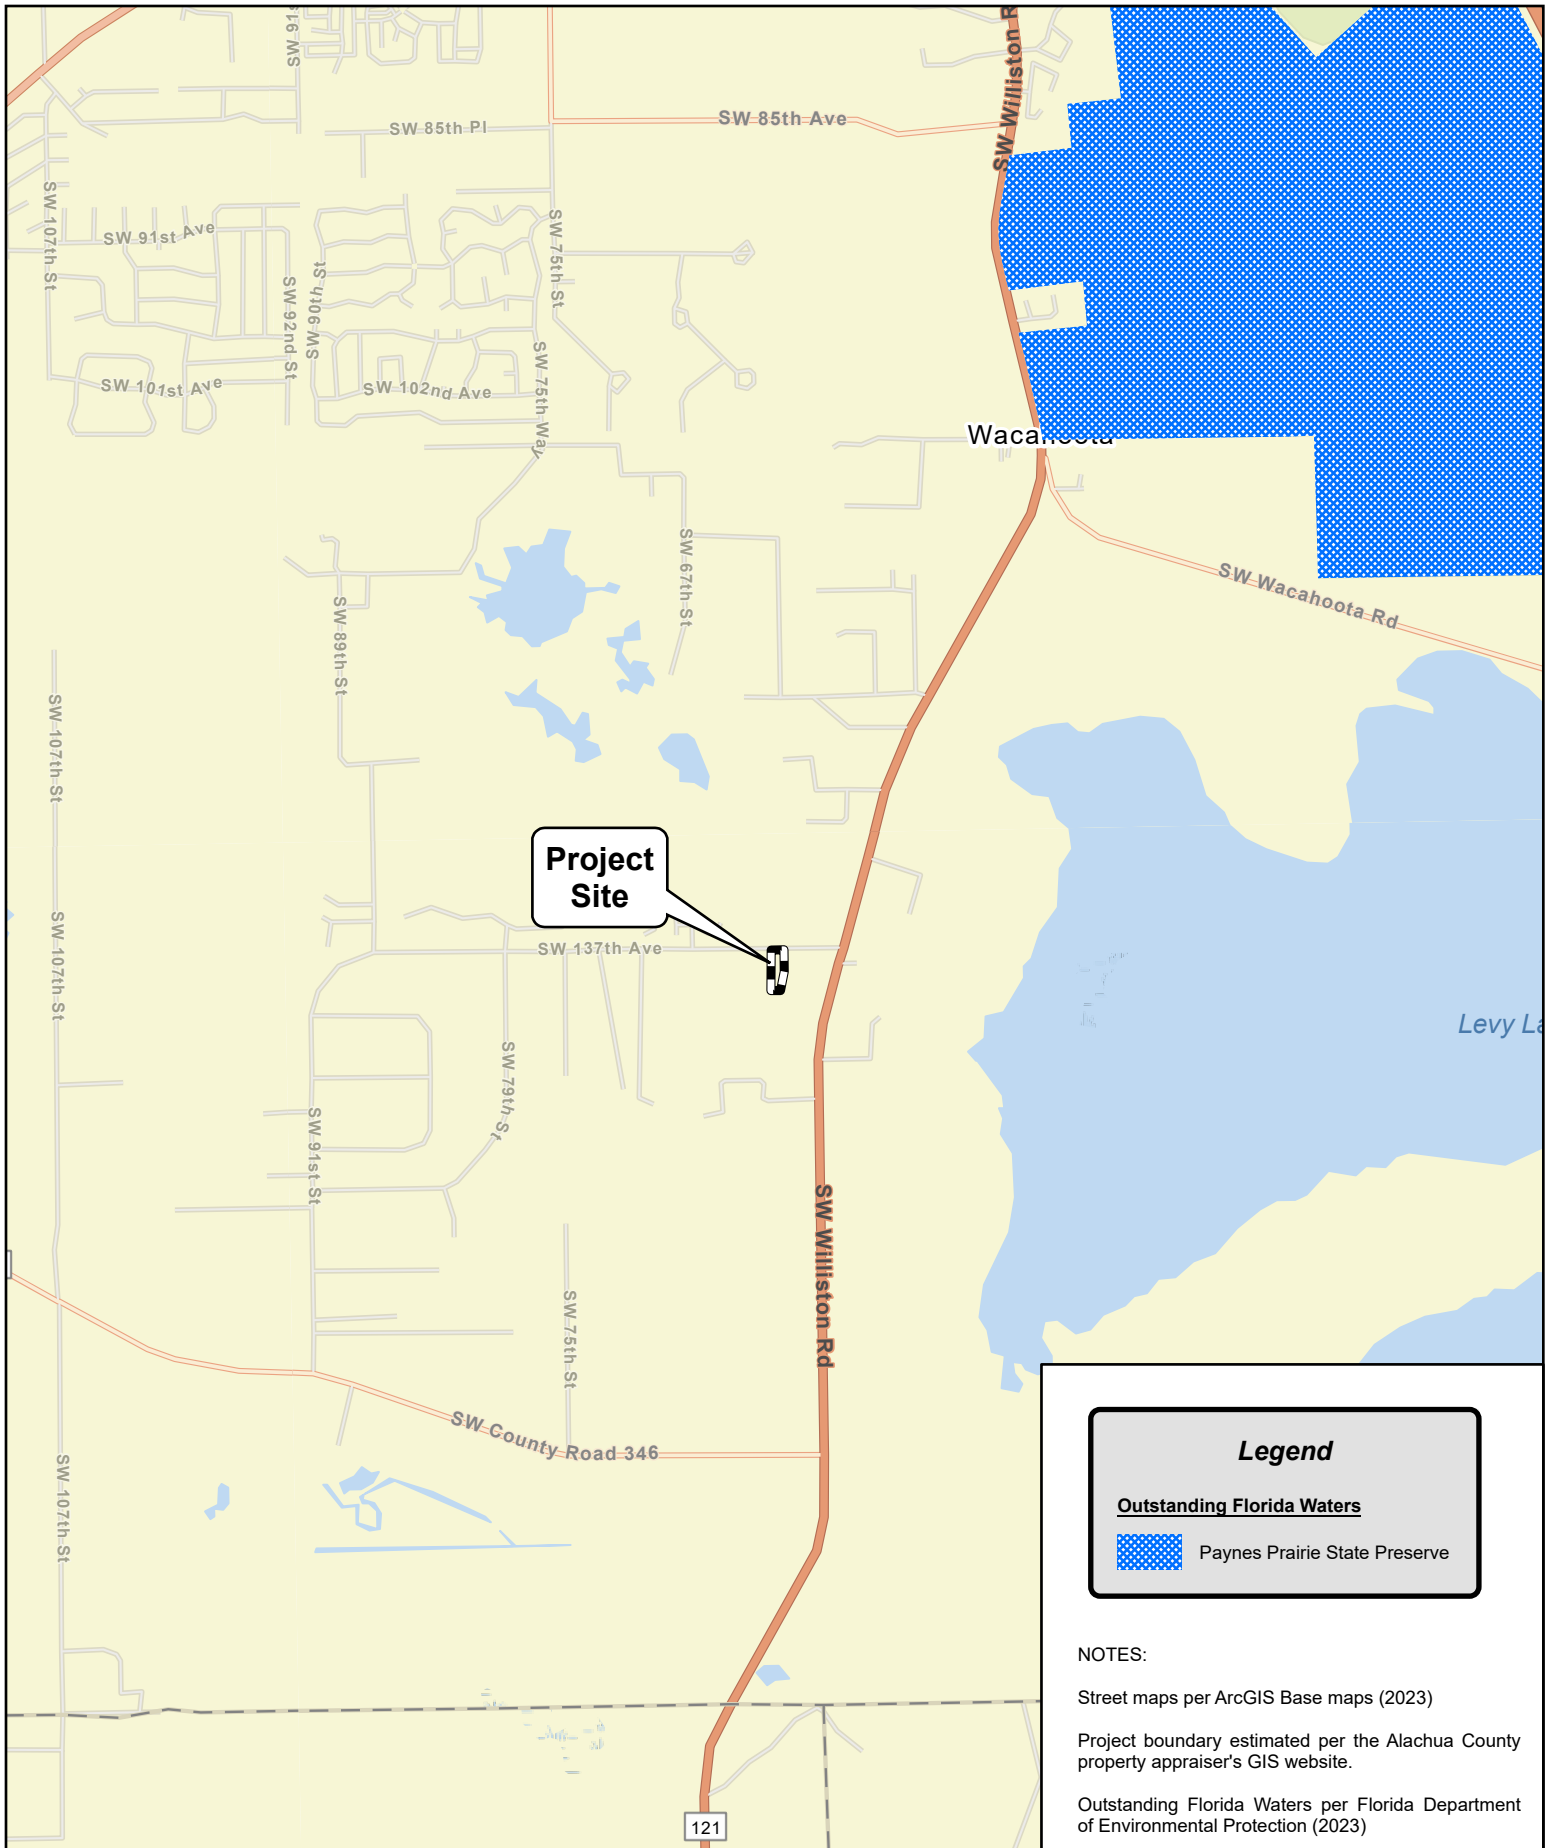 SW 91s
SW Williston R
SW 85th Pl
SW 85th Ave
SW 107th St
SW 91st Ave
SW 75th St
SW 92nd St
SW 90th St
SW 101st Ave
SW 102nd Ave
SW 75th Way
Wacahoota
SW 67th St
SW Wacahoota Rd
SW 89th St
SW 107th St
Project
Site
SW 107th St
SW 137th Ave
Levy La
SW 79th St
SW 91st St
SW Williston Rd
SW 75th St
SW County Road 346
SW 107th St
121
Legend
Outstanding Florida Waters
Paynes Prairie State Preserve
NOTES:
Street maps per ArcGIS Base maps (2023)
Project boundary estimated per the Alachua County
property appraiser's GIS website.
Outstanding Florida Waters per Florida Department
of Environmental Protection (2023)